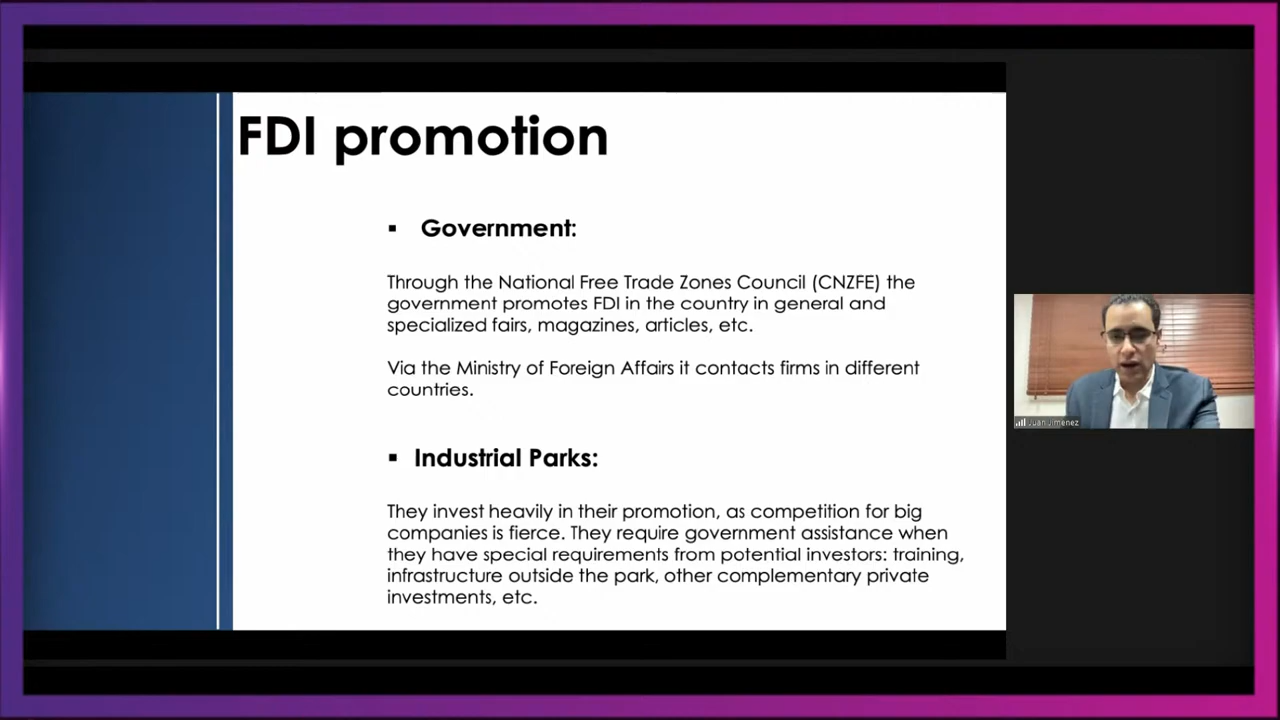 FDI promotion
▪ Government:
Through the National Free Trade Zones Council (CNZFE) the
government promotes FDI in the country in general and
specialized fairs, magazines, articles, etc.
Via the Ministry of Foreign Affairs it contacts firms in different
countries.
▪ Industrial Parks:
They invest heavily in their promotion, as competition for big
companies is fierce. They require government assistance when
they have special requirements from potential investors: training,
infrastructure outside the park, other complementary private
investments, etc.
Juan Jimenez